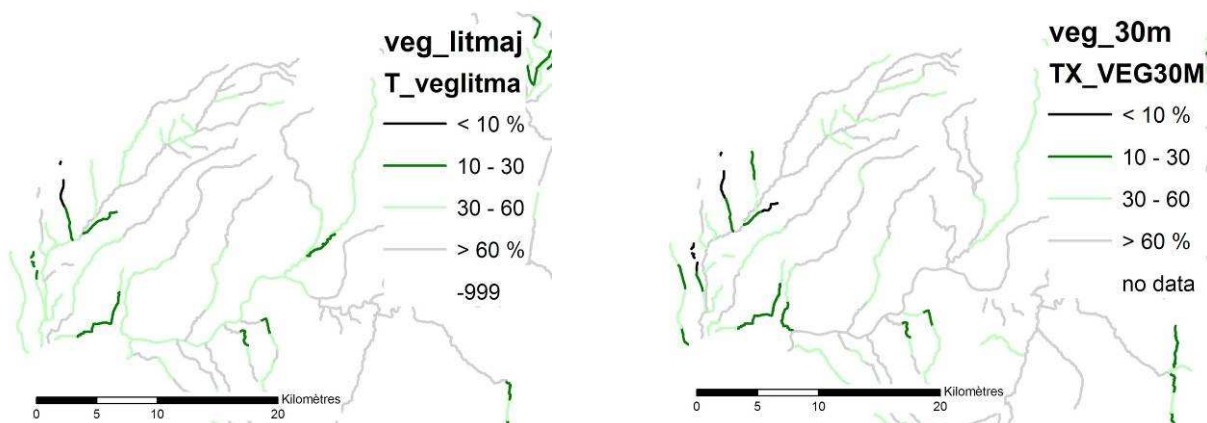 veg_litmaj
T_veglitma
< 10 %
10 - 30
30 - 60
> 60 %
-999
Kilomètres
0 5 10 20
veg_30m
TX_VEG30M
< 10 %
10 - 30
30 - 60
> 60 %
no data
Kilomètres
0 5 10 20